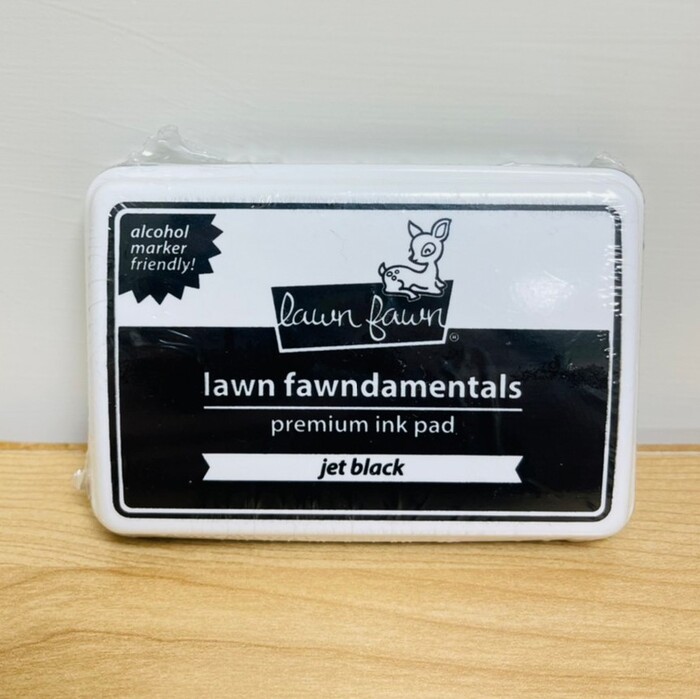 alcohol
marker
friendly!
lawn fawn®
lawn fawndamentals
premium ink pad
jet black